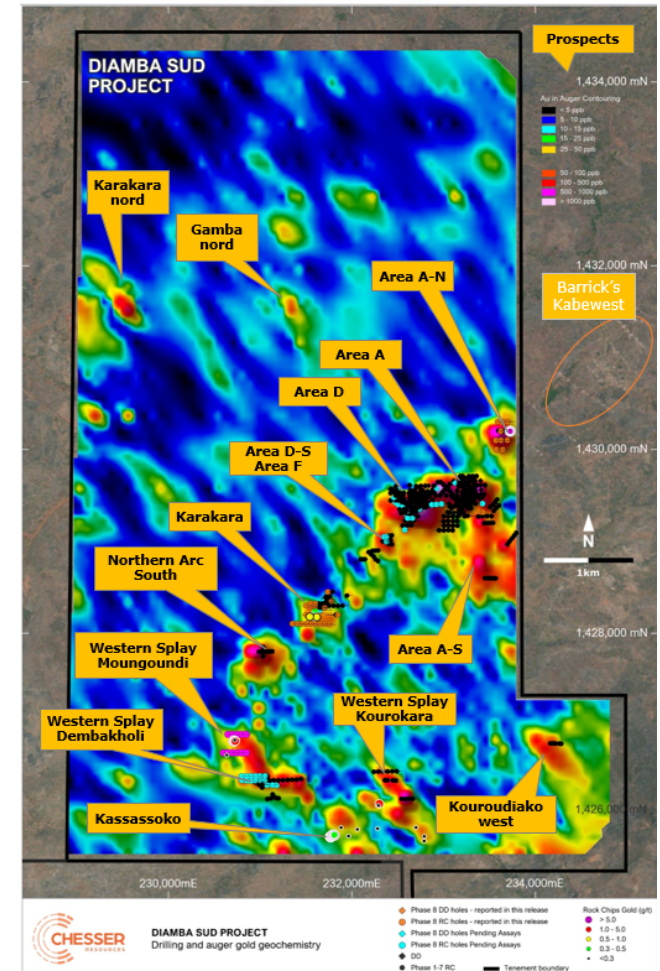 DIAMBA SUD
PROJECT
Prospects
1,434,000 mN
Au in Auger Contouring
< 5 ppb
5 - 10 ppb
10 - 15 ppb
15 - 25 ppb
25 - 50 ppb
50 - 100 ppb
100 - 500 ppb
500 - 1000 ppb
> 1000 ppb
Karakara
nord
Gamba
nord
1,432,000 mN
Area A-N
Barrick's
Kabewest
Area A
Area D
1,430,000 mN
Area D-S
Area F
Karakara
N
1km
Northern Arc
South
1,428,000 mN
Area A-S
Western Splay
Moungoundi
Western Splay
Kourokara
Western Splay
Dembakholi
Kouroudiako
west
1,426,000 mN
Kassassoko
230,000mE
232,000mE
234,000mE
CHESSER
RESOURCES
DIAMBA SUD PROJECT
Drilling and auger gold geochemistry
Phase 8 DD holes - reported in this release
Phase 8 RC holes - reported in this release
Phase 8 DD holes Pending Assays
Phase 8 RC holes Pending Assays
DD
Phase 1-7 RC
Rock Chips Gold (g/t)
> 5.0
1.0 - 5.0
0.5 - 1.0
0.3 - 0.5
<0.3
Tenement boundary